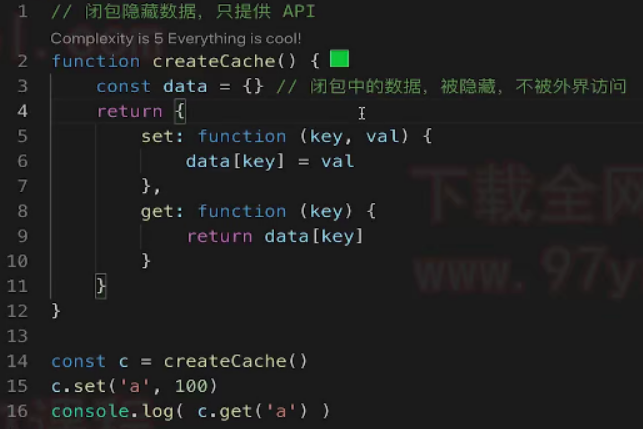 1 // 闭包隐藏数据，只提供 API
Complexity is 5 Everything is cool!
2 function createCache() {
3 const data = {} // 闭包中的数据，被隐藏，不被外界访问
4 return {
5 set: function (key, val) {
6 data[key] = val
7 },
8 get: function (key) {
9 return data[key]
10 }
11 }
12 }
13
14 const c = createCache()
15 c.set('a', 100)
16 console.log( c.get('a') )
下载全网
www.97y